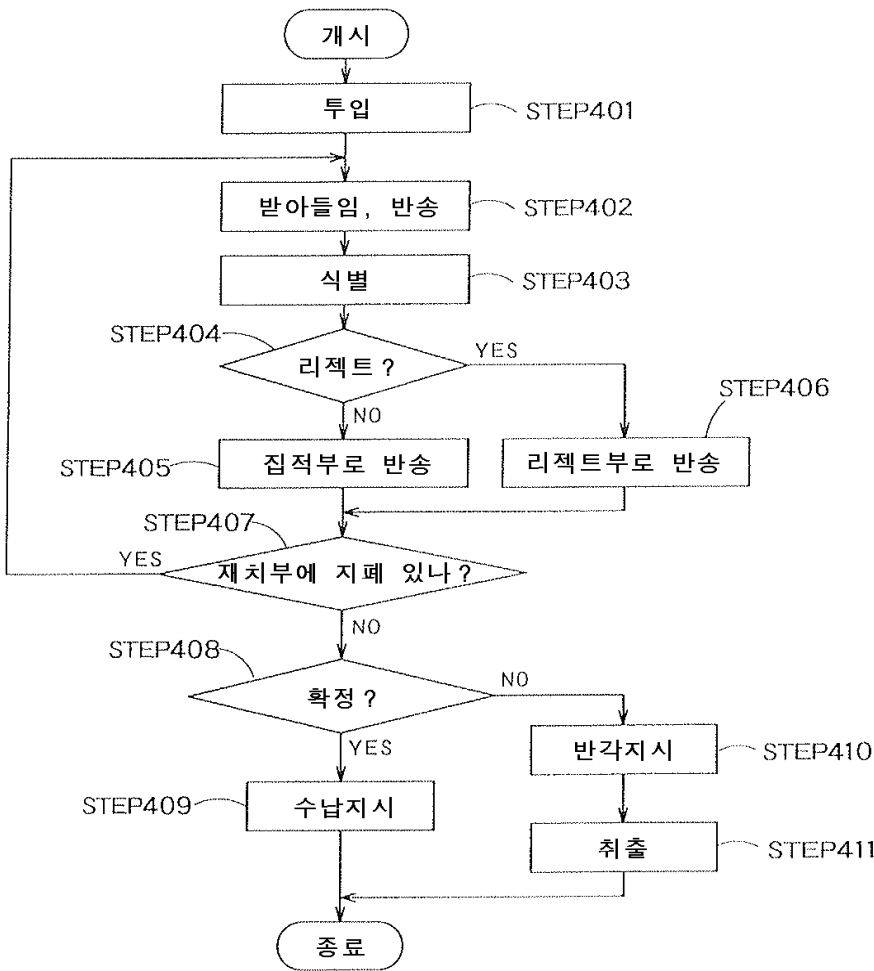 개시
투입 STEP401
받아들임, 반송 STEP402
식별 STEP403
STEP404
리젝트? YES
NO
STEP406
STEP405 집적부로 반송 리젝트부로 반송
STEP407
YES
재치부에 지폐 있나?
NO
STEP408
확정? NO
YES
반각지시 STEP410
STEP409 수납지시
취출 STEP411
종료